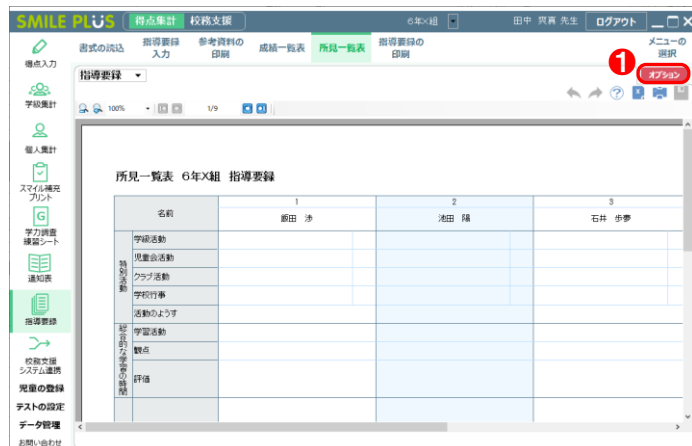 SMILE PLUS 得点集計 校務支援 6年X組 田中 爽真 先生 ログアウト
得点入力
書式の読込
指導要録
入力
参考資料の
印刷
成績一覧表
所見一覧表
指導要録の
印刷
メニューの
選択
指導要録
1
オプション
100%
1/9
学級集計
個人集計
スマイル補充
プリント
学力調査
練習シート
通知表
指導要録
校務支援
システム連携
児童の登録
テストの設定
データ管理
お問い合わせ
所見一覧表 6年X組 指導要録
名前
1
飯田 渉
2
池田 陽
3
石井 歩夢
特別活動
学級活動
児童会活動
クラブ活動
学校行事
活動のようす
総合的な学習の時間
学習活動
観点
評価